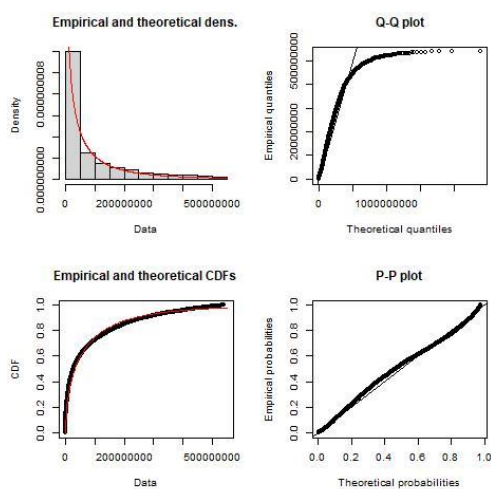 Empirical and theoretical dens.
Density
0.000000000 0.000000008
0 200000000 500000000
Data
Q-Q plot
Empirical quantiles
0 200000000 500000000
0 1000000000
Theoretical quantiles
Empirical and theoretical CDFs
CDF
0.0 0.2 0.4 0.6 0.8 1.0
0 200000000 500000000
Data
P-P plot
Empirical probabilities
0.0 0.2 0.4 0.6 0.8 1.0
0.0 0.2 0.4 0.6 0.8 1.0
Theoretical probabilities